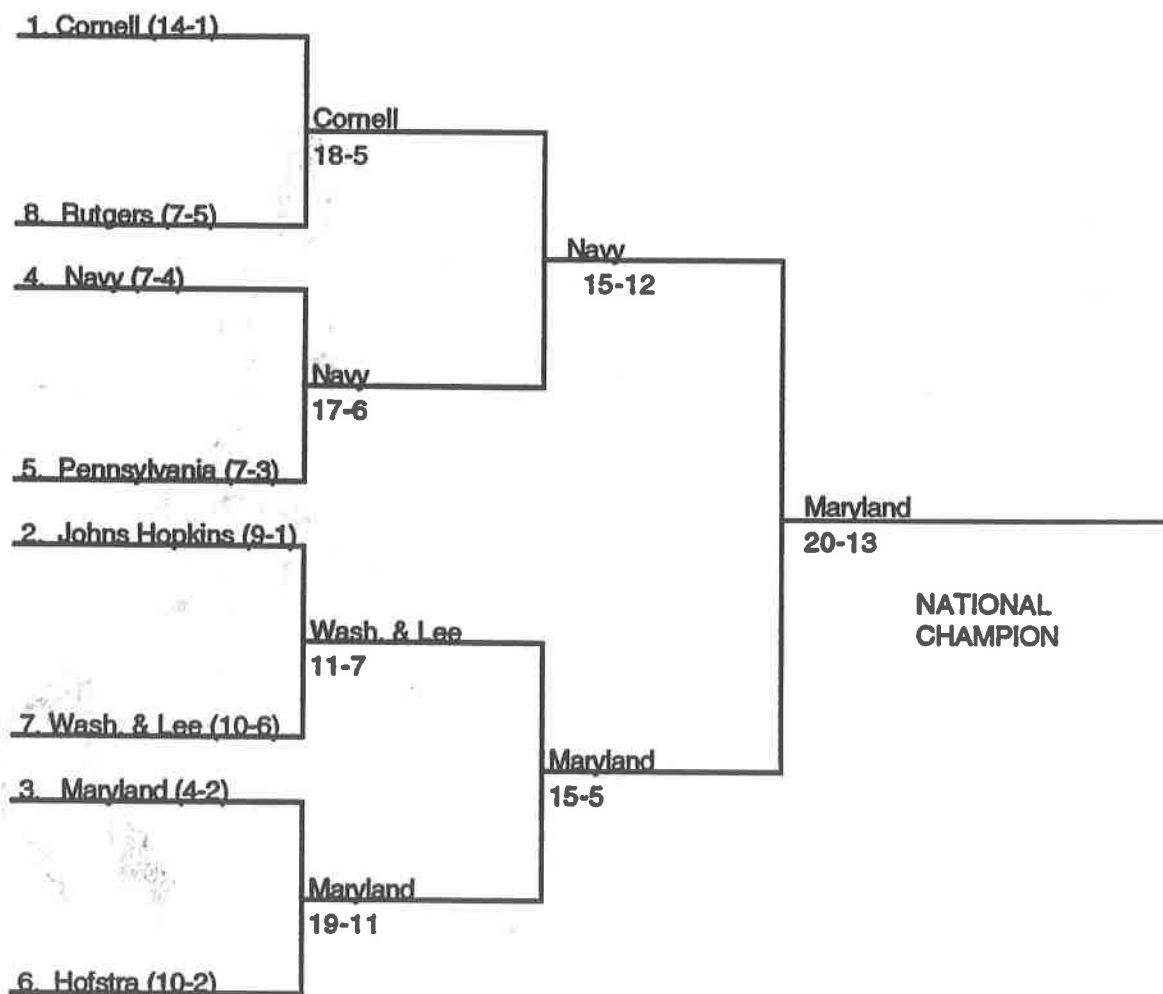 1. Cornell (14-1)
Cornell
18-5
8. Rutgers (7-5)
Navy
15-12
4. Navy (7-4)
Navy
17-6
5. Pennsylvania (7-3)
Maryland
20-13
2. Johns Hopkins (9-1)
NATIONAL
CHAMPION
Wash. & Lee
11-7
7. Wash. & Lee (10-6)
Maryland
15-5
3. Maryland (4-2)
Maryland
19-11
6. Hofstra (10-2)